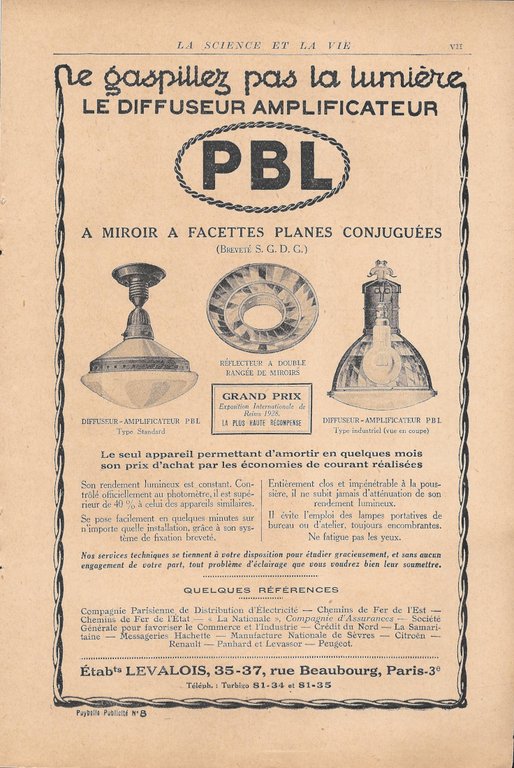 LA SCIENCE ET LA VIE VII
Ne gaspillez pas la lumière
LE DIFFUSEUR AMPLIFICATEUR
PBL
A MIROIR A FACETTES PLANES CONJUGUÉES
(BREVETÉ S. G. D. G.)
RÉFLECTEUR A DOUBLE
RANGÉE DE MIROIRS
GRAND PRIX
Exposition Internationale de
Reims 1928.
LA PLUS HAUTE RÉCOMPENSE
DIFFUSEUR-AMPLIFICATEUR PBL
Type Standard
DIFFUSEUR-AMPLIFICATEUR PBL
Type industriel (vue en coupe)
Le seul appareil permettant d'amortir en quelques mois
son prix d'achat par les économies de courant réalisées
Son rendement lumineux est constant. Con-
trôlé officiellement au photomètre, il est supé-
rieur de 40 % à celui des appareils similaires.
Se pose facilement en quelques minutes sur
n'importe quelle installation, grâce à son sys-
tème de fixation breveté.
Entièrement clos et impénétrable à la pous-
sière, il ne subit jamais d'atténuation de son
rendement lumineux.
Il évite l'emploi des lampes portatives de
bureau ou d'atelier, toujours encombrantes.
Ne fatigue pas les yeux.
Nos services techniques se tiennent à votre disposition pour étudier gracieusement, et sans aucun
engagement de votre part, tout problème d'éclairage que vous voudrez bien leur soumettre.
QUELQUES RÉFÉRENCES
Compagnie Parisienne de Distribution d'Électricité — Chemins de Fer de l'Est —
Chemins de Fer de l'État — « La Nationale », Compagnie d'Assurances — Société
Générale pour favoriser le Commerce et l'Industrie — Crédit du Nord — La Samari-
taine — Messageries Hachette — Manufacture Nationale de Sèvres — Citroën —
Renault — Panhard et Levassor — Peugeot.
Établts LEVALOIS, 35-37, rue Beaubourg, Paris-3e
Téléph. : Turbigo 81-34 et 81-35
Puybelle Publicité N° 8